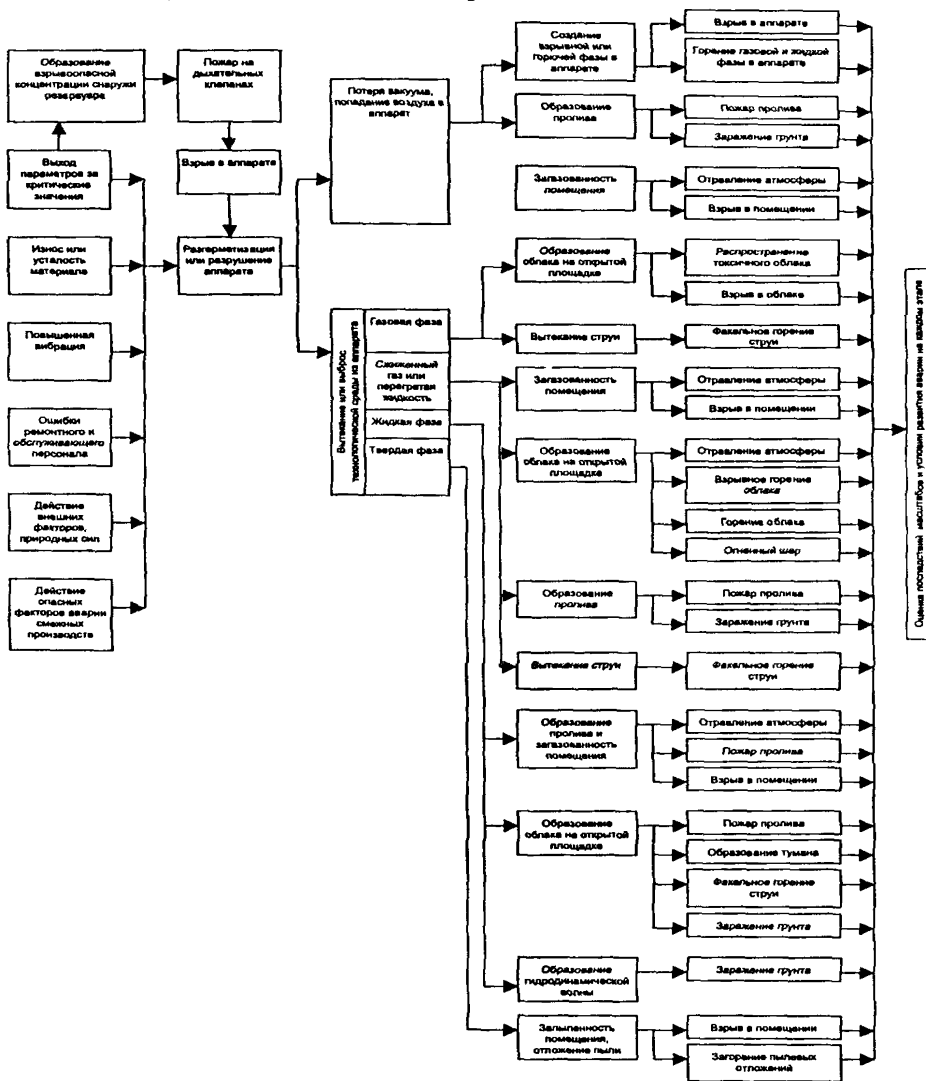 Образование
взрывоопасной
концентрации снаружи
резервуара
Пожар на
дыхательных
клапанах
Выход
параметров за
критические
значения
Взрыв в аппарате
Износ или
усталость
материала
Разгерметизация
или разрушение
аппарата
Повышенная
вибрация
Ошибки
ремонтного и
обслуживающего
персонала
Действие
внешних
факторов,
природных сил
Действие
опасных
факторов аварии
смежных
производств
Потеря вакуума,
попадание воздуха в
аппарат
Вытекание или выброс
технологической среды из аппарата
Газовая фаза
Сжиженный
газ или
перегретая
жидкость
Жидкая фаза
Твердая фаза
Создание
взрывной или
горючей фазы в
аппарате
Взрыв в аппарате
Горение газовой и жидкой
фазы в аппарате
Образование
пролива
Пожар пролива
Заражение грунта
Загазованность
помещения
Отравление атмосферы
Взрыв в помещении
Образование
облака на открытой
площадке
Распространение
токсичного облака
Взрыв в облаке
Вытекание струи
Факельное горение
струи
Загазованность
помещения
Отравление атмосферы
Взрыв в помещении
Образование
облака на открытой
площадке
Отравление атмосферы
Взрывное горение
облака
Горение облака
Огненный шар
Образование
пролива
Пожар пролива
Заражение грунта
Вытекание струи
Факельное горение
струи
Образование
пролива и
загазованность
помещения
Отравление атмосферы
Пожар пролива
Взрыв в помещении
Образование
облака на открытой
площадке
Пожар пролива
Образование тумана
Факельное горение
струи
Заражение грунта
Образование
гидродинамической
волны
Заражение грунта
Запыленность
помещения,
отложение пыли
Взрыв в помещении
Загорание пылевых
отложений
Оценка последствий масштабов и условий развития аварии на каждом этапе